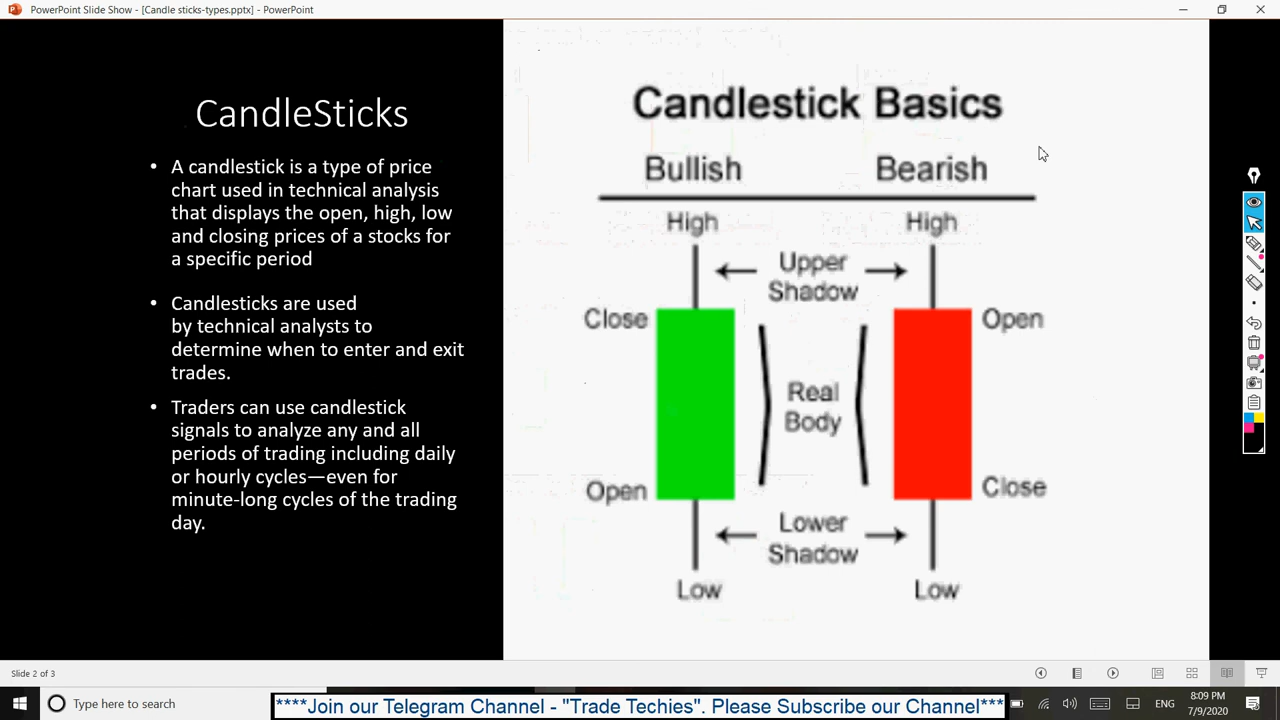 PowerPoint Slide Show - [Candle sticks-types.pptx] - PowerPoint
CandleSticks
• A candlestick is a type of price
chart used in technical analysis
that displays the open, high, low
and closing prices of a stocks for
a specific period
• Candlesticks are used
by technical analysts to
determine when to enter and exit
trades.
• Traders can use candlestick
signals to analyze any and all
periods of trading including daily
or hourly cycles—even for
minute-long cycles of the trading
day.
Candlestick Basics
Bullish Bearish
High High
Upper
Shadow
Close Open
Real
Body
Open Close
Lower
Shadow
Low Low
Slide 2 of 3
Type here to search
****Join our Telegram Channel - "Trade Techies". Please Subscribe our Channel***
ENG
8:09 PM
7/9/2020